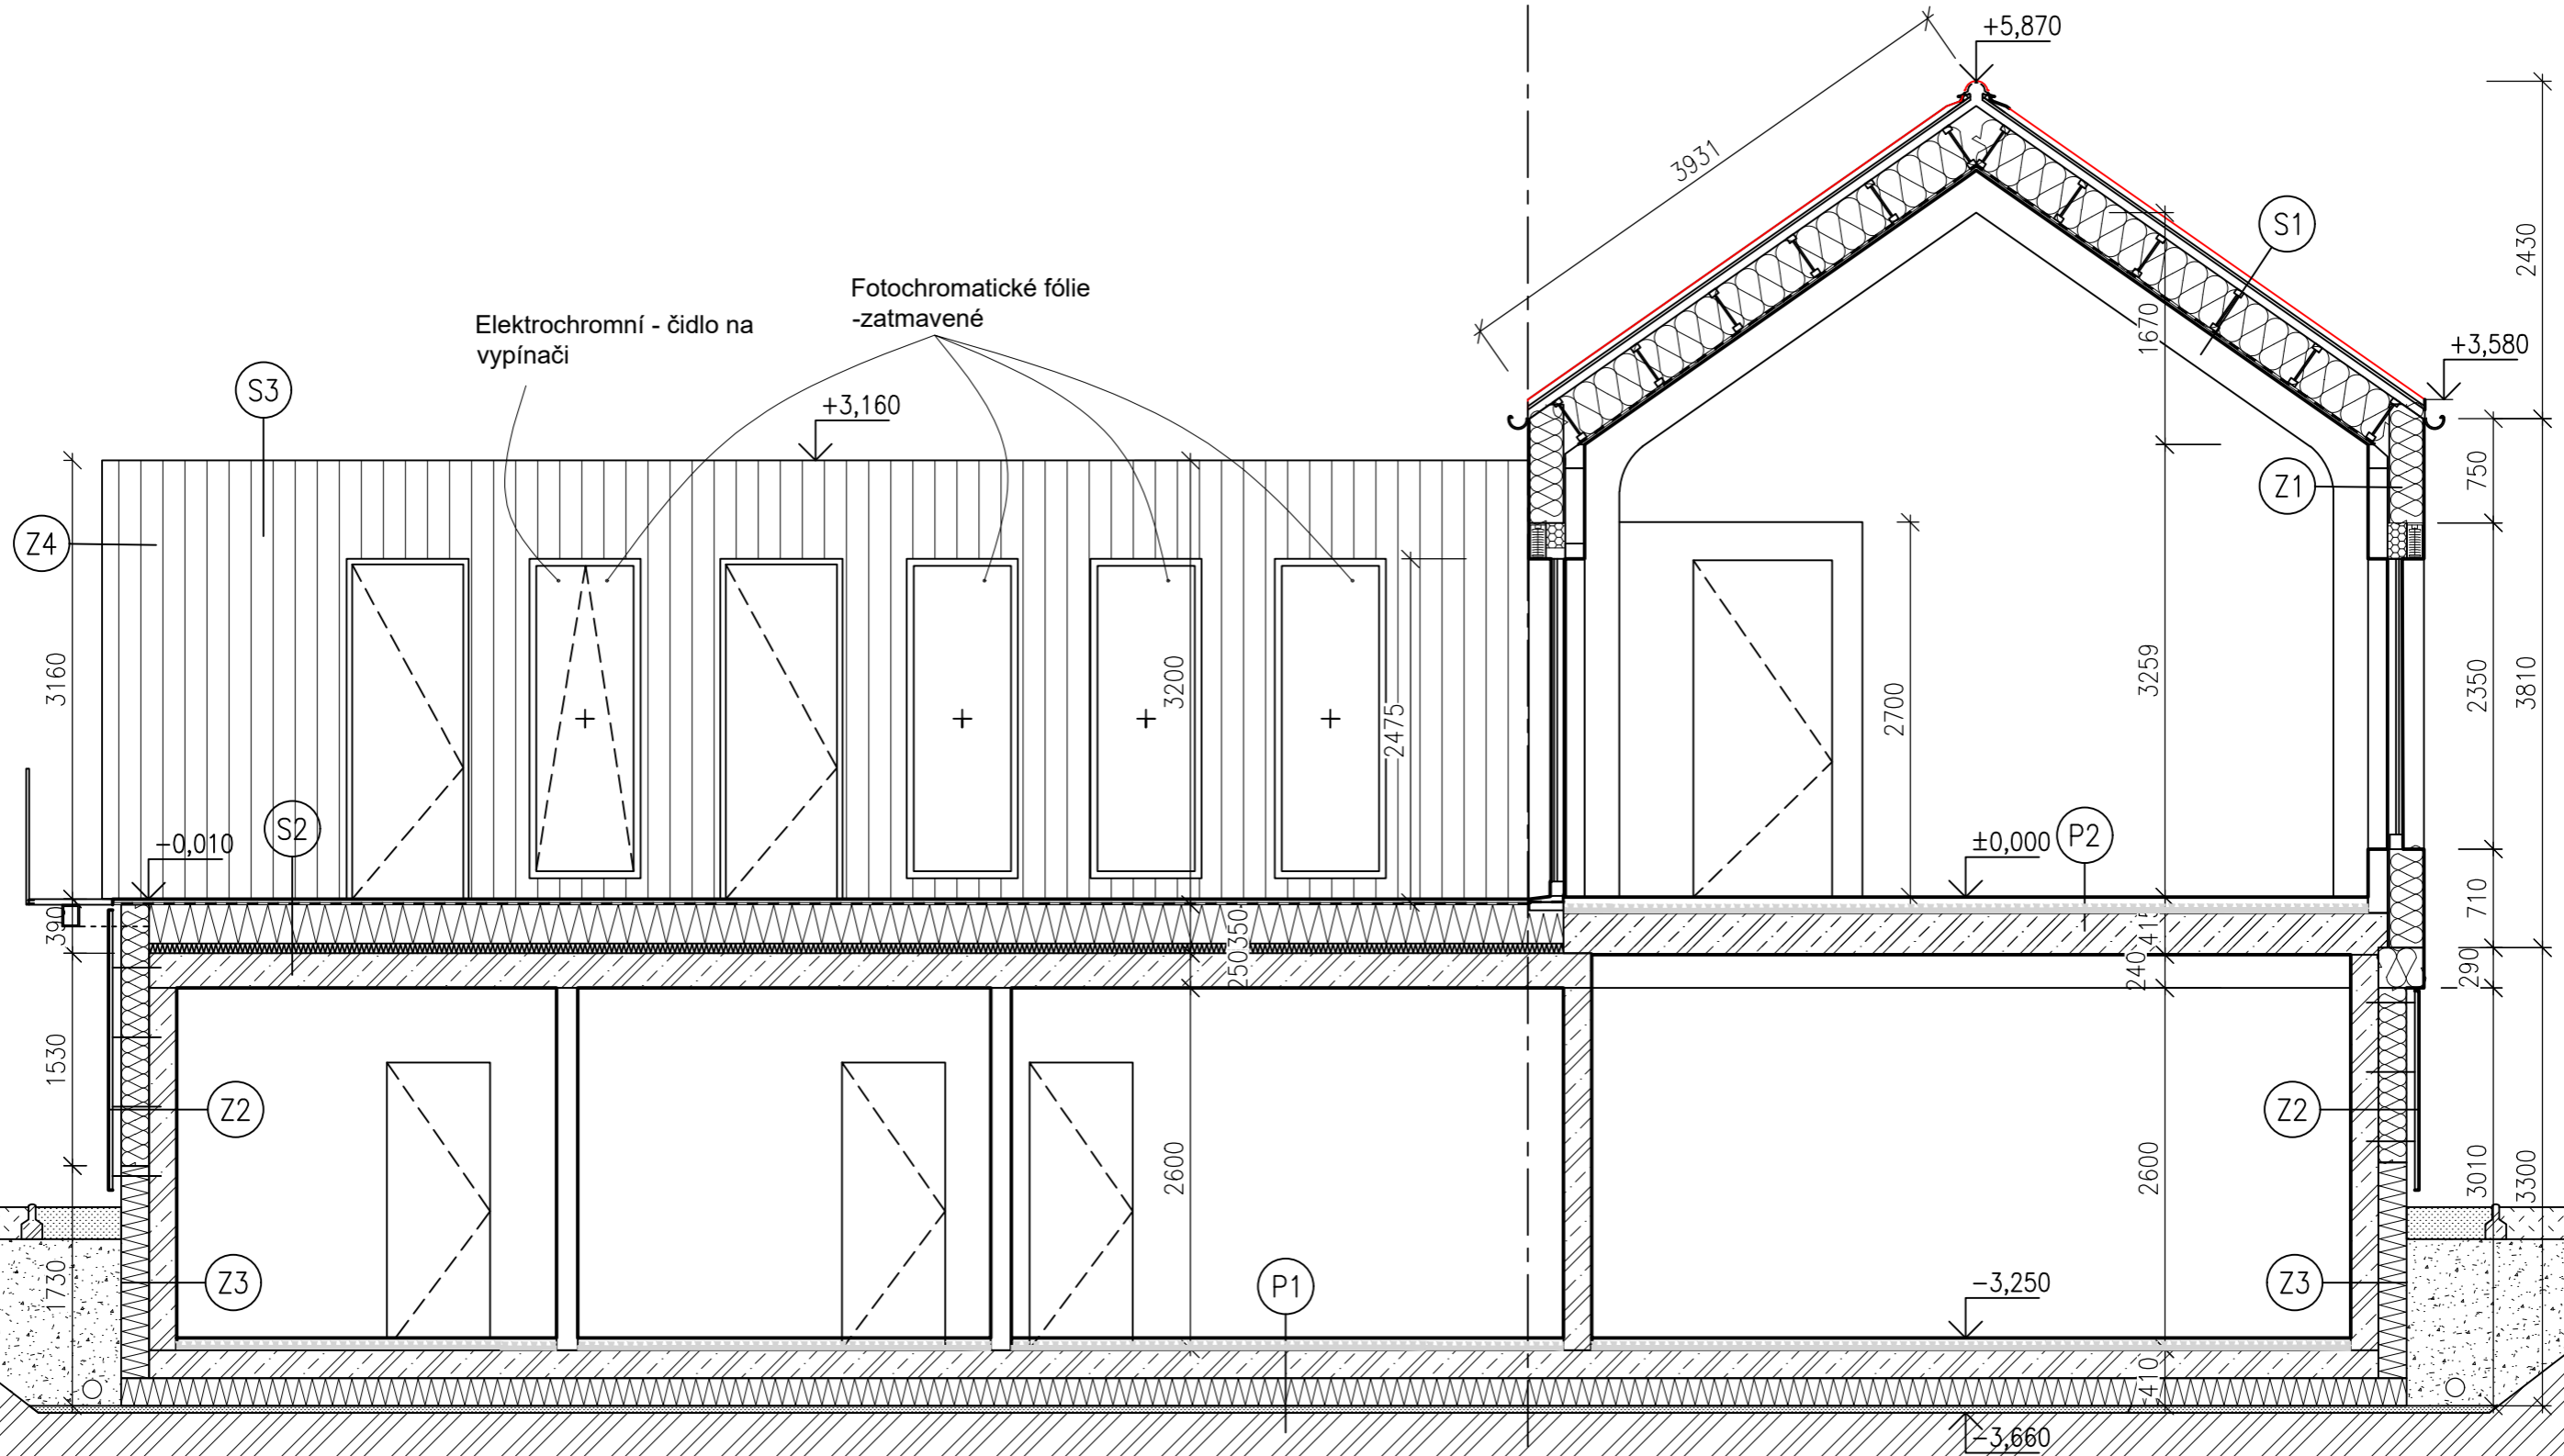 +5,870
3931
S1
2430
Fotochromatické fólie
-zatmavené
Elektrochromní - čidlo na
vypínači
1670
+3,580
S3
+3,160
750
Z1
Z4
3160
3200
2475
2700
3259
2350
3810
S2
-0,010
±0,000
P2
390
350
250
415
240
710
290
1530
Z2
Z2
2600
2600
3010
3300
1730
Z3
P1
-3,250
Z3
410
-3,660